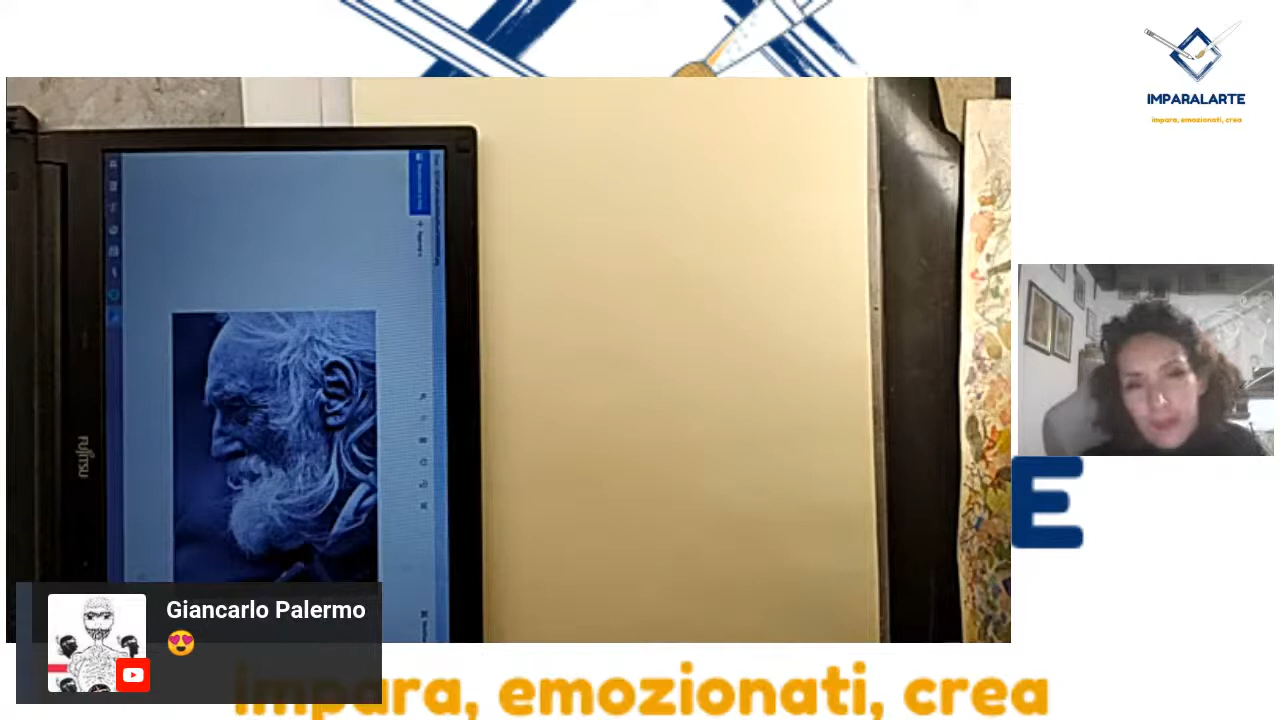 IMPARALARTE
impara, emozionati, crea
FUJITSU
E
Giancarlo Palermo
impara, emozionati, crea